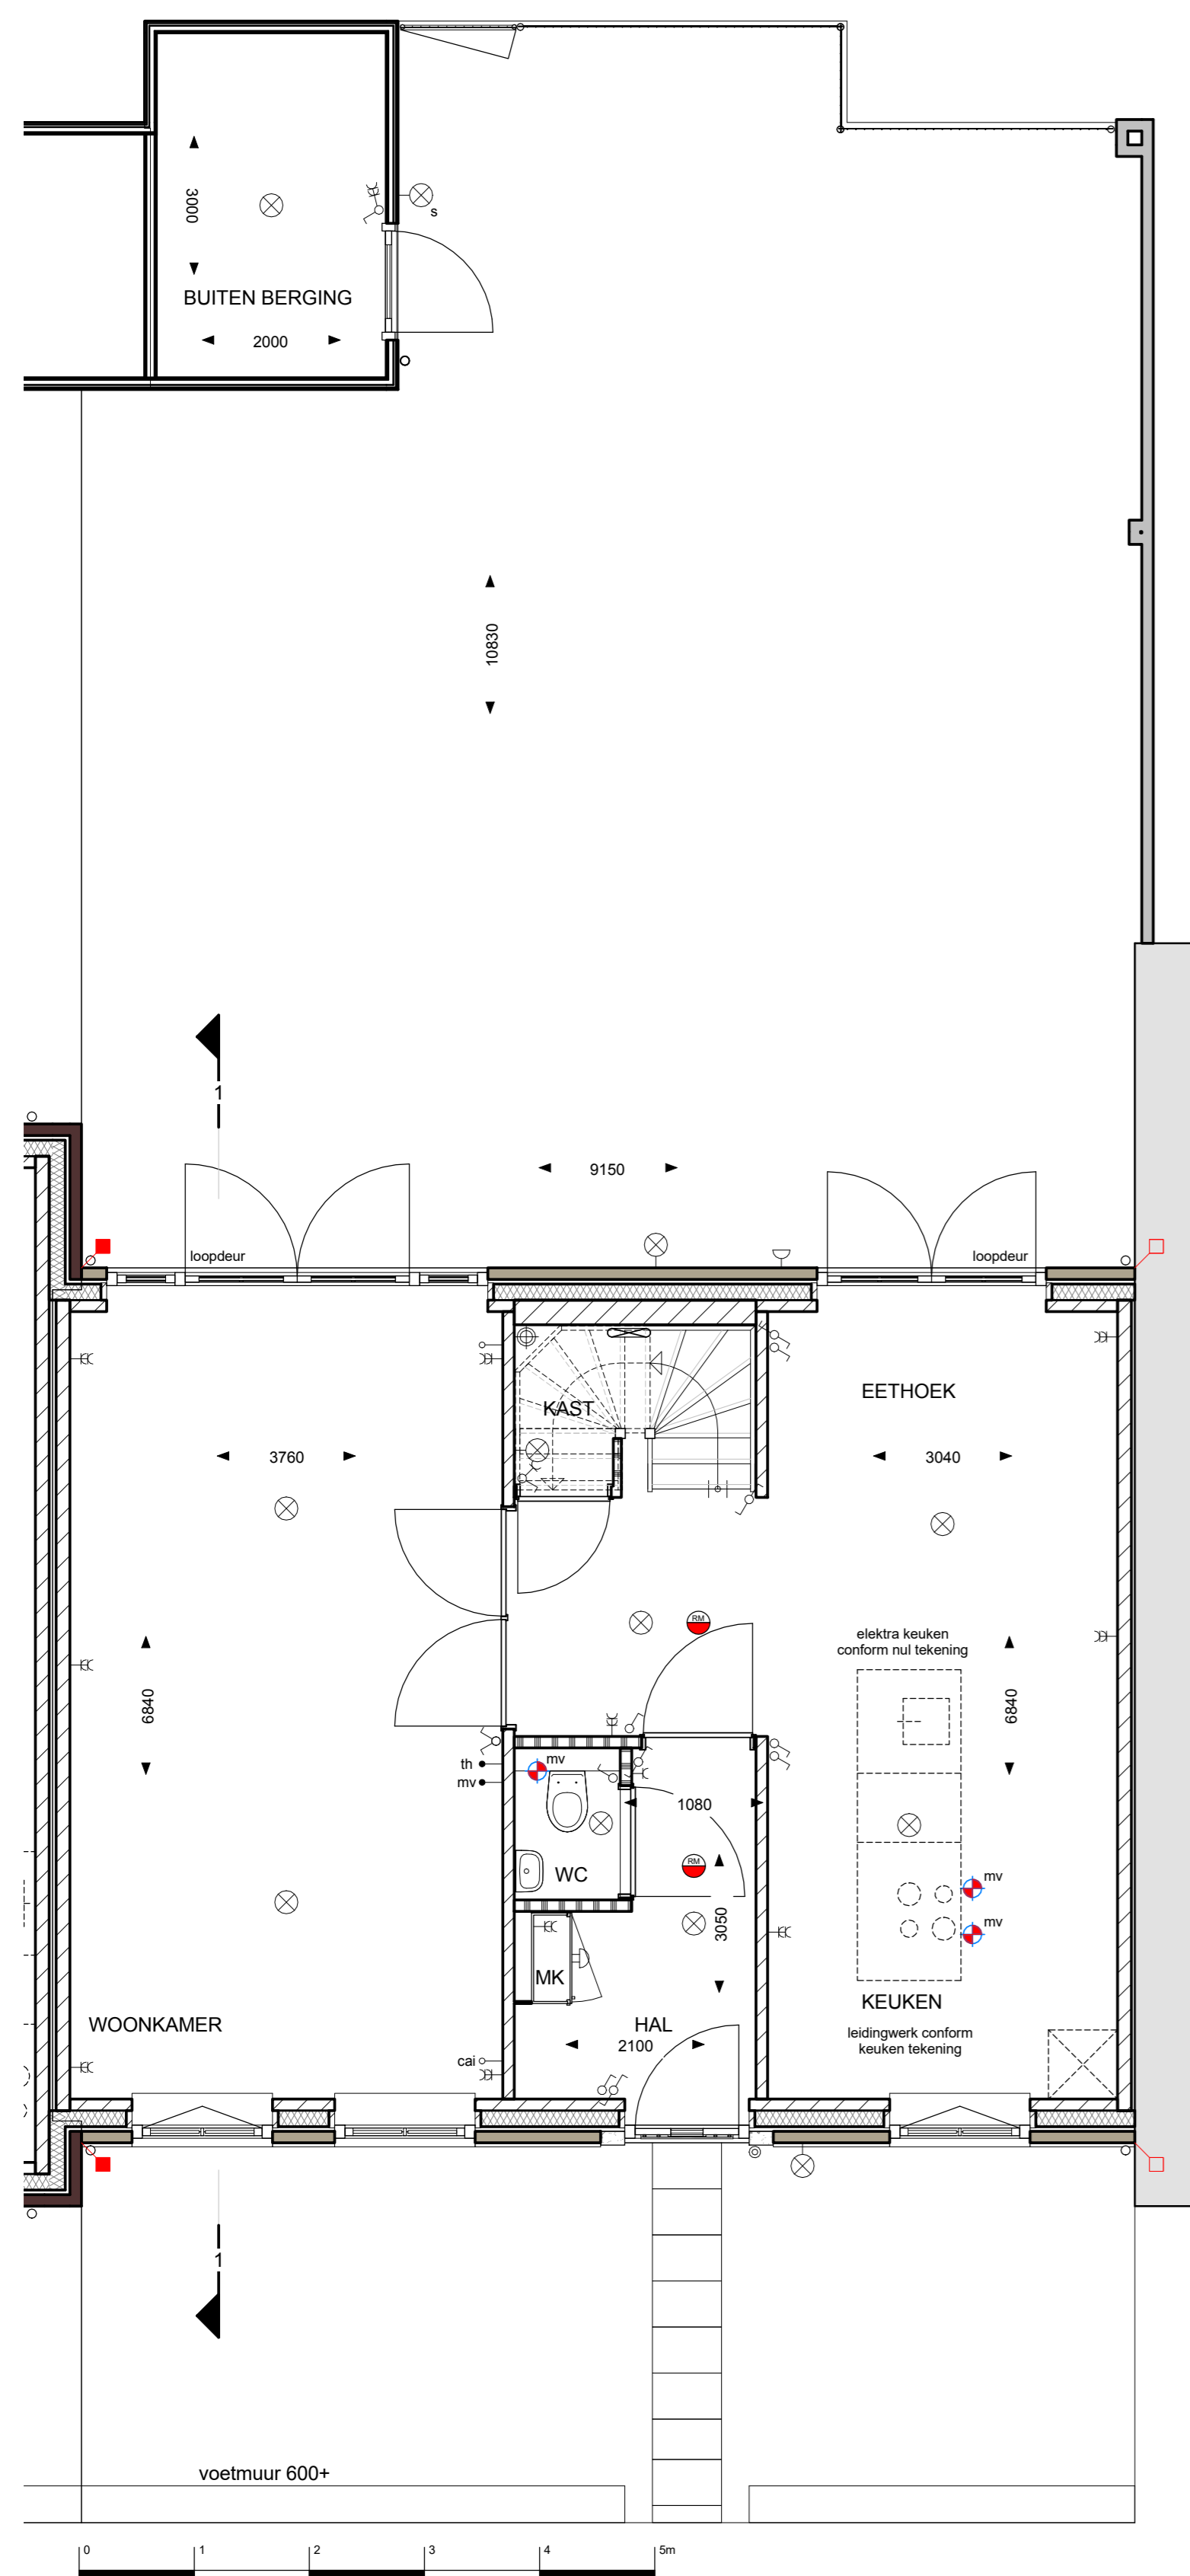 3000
s
BUITEN BERGING
2000
10830
1
9150
loopdeur
loopdeur
EETHOEK
KAST
3760
3040
RM
elektra keuken
conform nul tekening
6840
6840
th
mv
mv
1080
RM
WC
mv
3050
mv
MK
KEUKEN
WOONKAMER
HAL
leidingwerk conform
keuken tekening
2100
cai
1
voetmuur 600+
0 1 2 3 4 5m